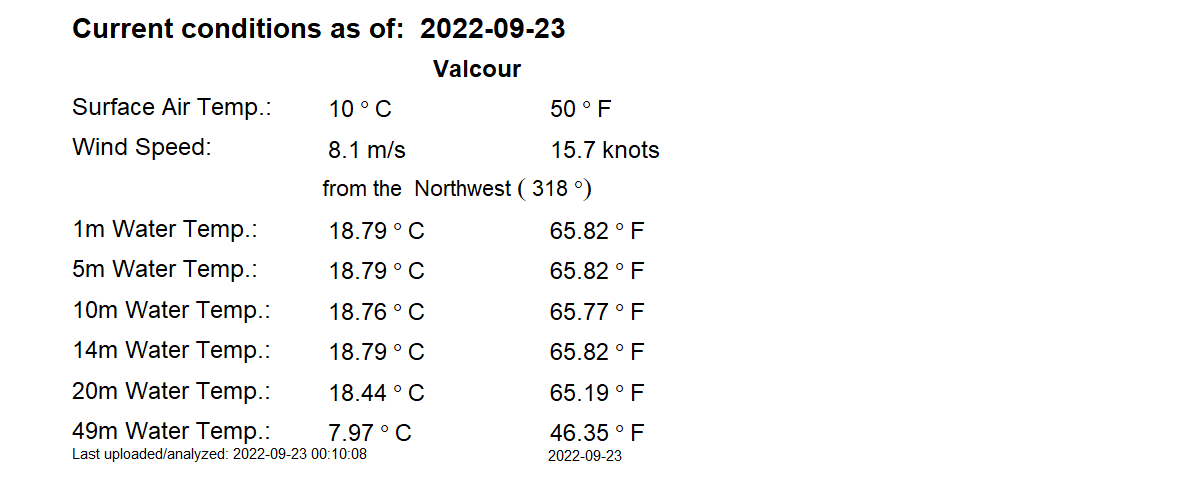 Current conditions as of: 2022-09-23
Valcour
Surface Air Temp.: 10 ° C 50 ° F
Wind Speed: 8.1 m/s 15.7 knots
from the Northwest ( 318 °)
1m Water Temp.: 18.79 ° C 65.82 ° F
5m Water Temp.: 18.79 ° C 65.82 ° F
10m Water Temp.: 18.76 ° C 65.77 ° F
14m Water Temp.: 18.79 ° C 65.82 ° F
20m Water Temp.: 18.44 ° C 65.19 ° F
49m Water Temp.: 7.97 ° C 46.35 ° F
Last uploaded/analyzed: 2022-09-23 00:10:08 2022-09-23